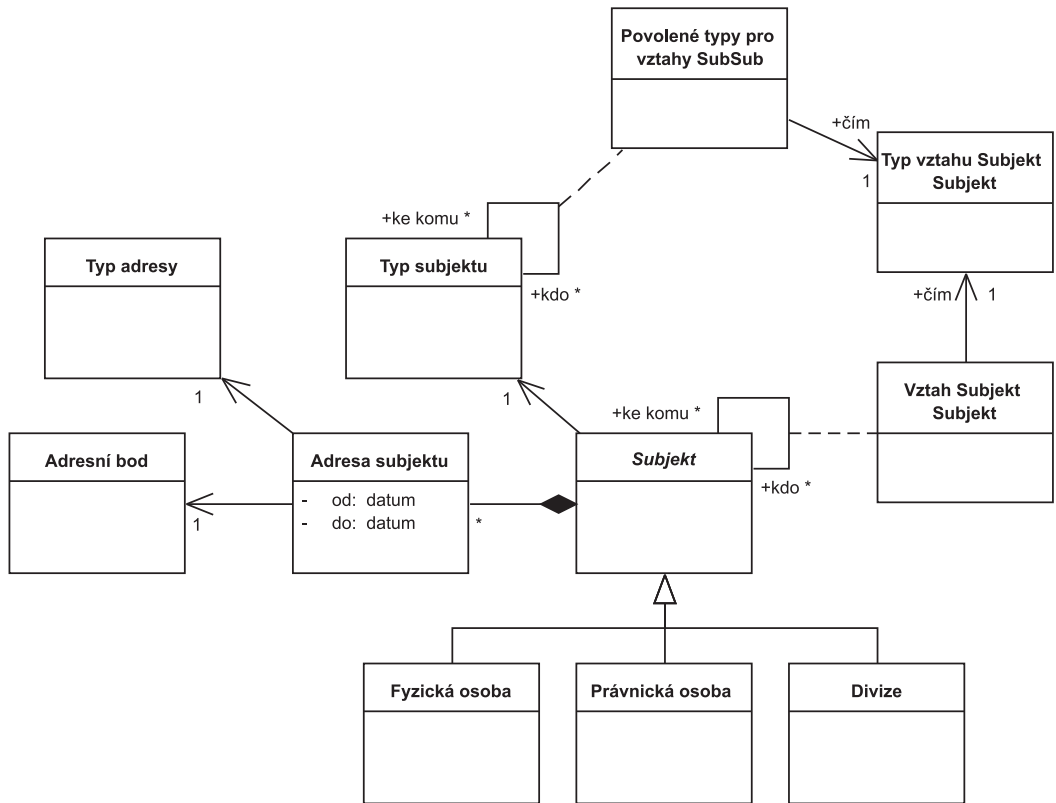 Povolené typy pro
vztahy SubSub
+čím
1
Typ vztahu Subjekt
Subjekt
+ke komu *
Typ adresy
Typ subjektu
+kdo *
+čím
1
1
1
Vztah Subjekt
Subjekt
+ke komu *
Adresní bod
Adresa subjektu
Subjekt
- od: datum
- do: datum
+kdo *
1
*
Fyzická osoba
Právnická osoba
Divize